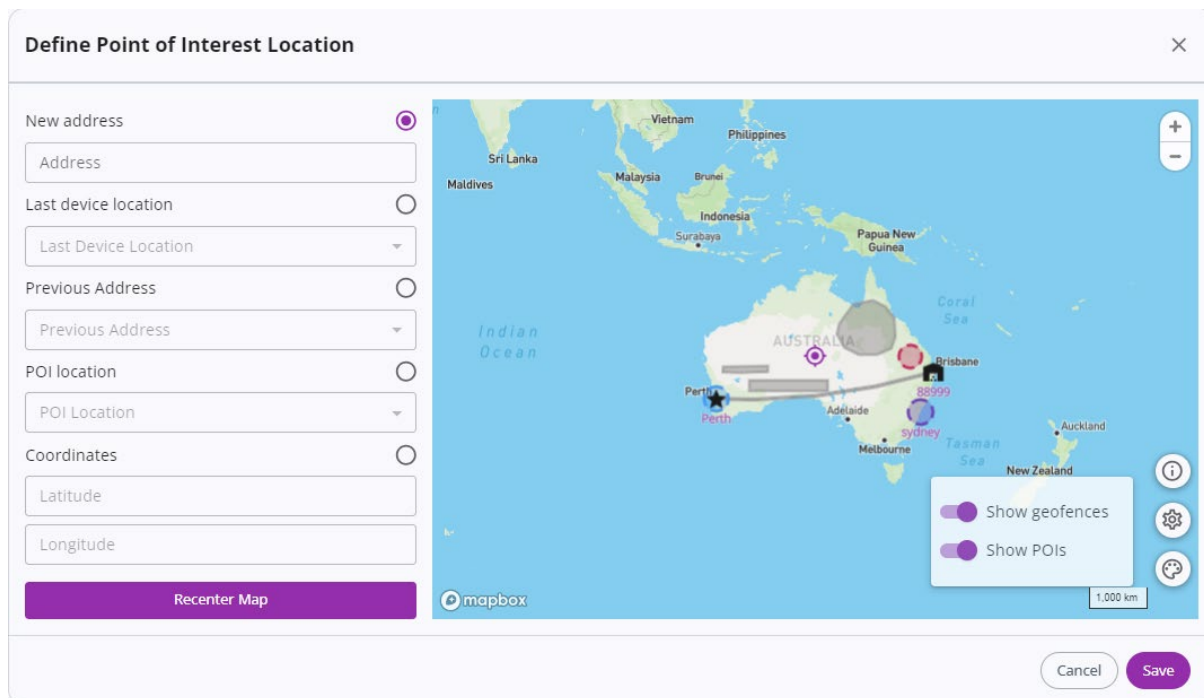 Define Point of Interest Location
New address
Address
Last device location
Last Device Location
Previous Address
Previous Address
POI location
POI Location
Coordinates
Latitude
Longitude
Recenter Map
Vietnam
Philippines
Sri Lanka
Maldives
Malaysia
Brunei
Indonesia
Surabaya
Papua New
Guinea
Coral
Sea
Indian
Ocean
AUSTRALIA
Brisbane
88999
Perth
Perth
Adelaide
sydney
Melbourne
Tasman
Sea
Auckland
New Zealand
Show geofences
Show POIs
mapbox
1,000 km
Cancel
Save